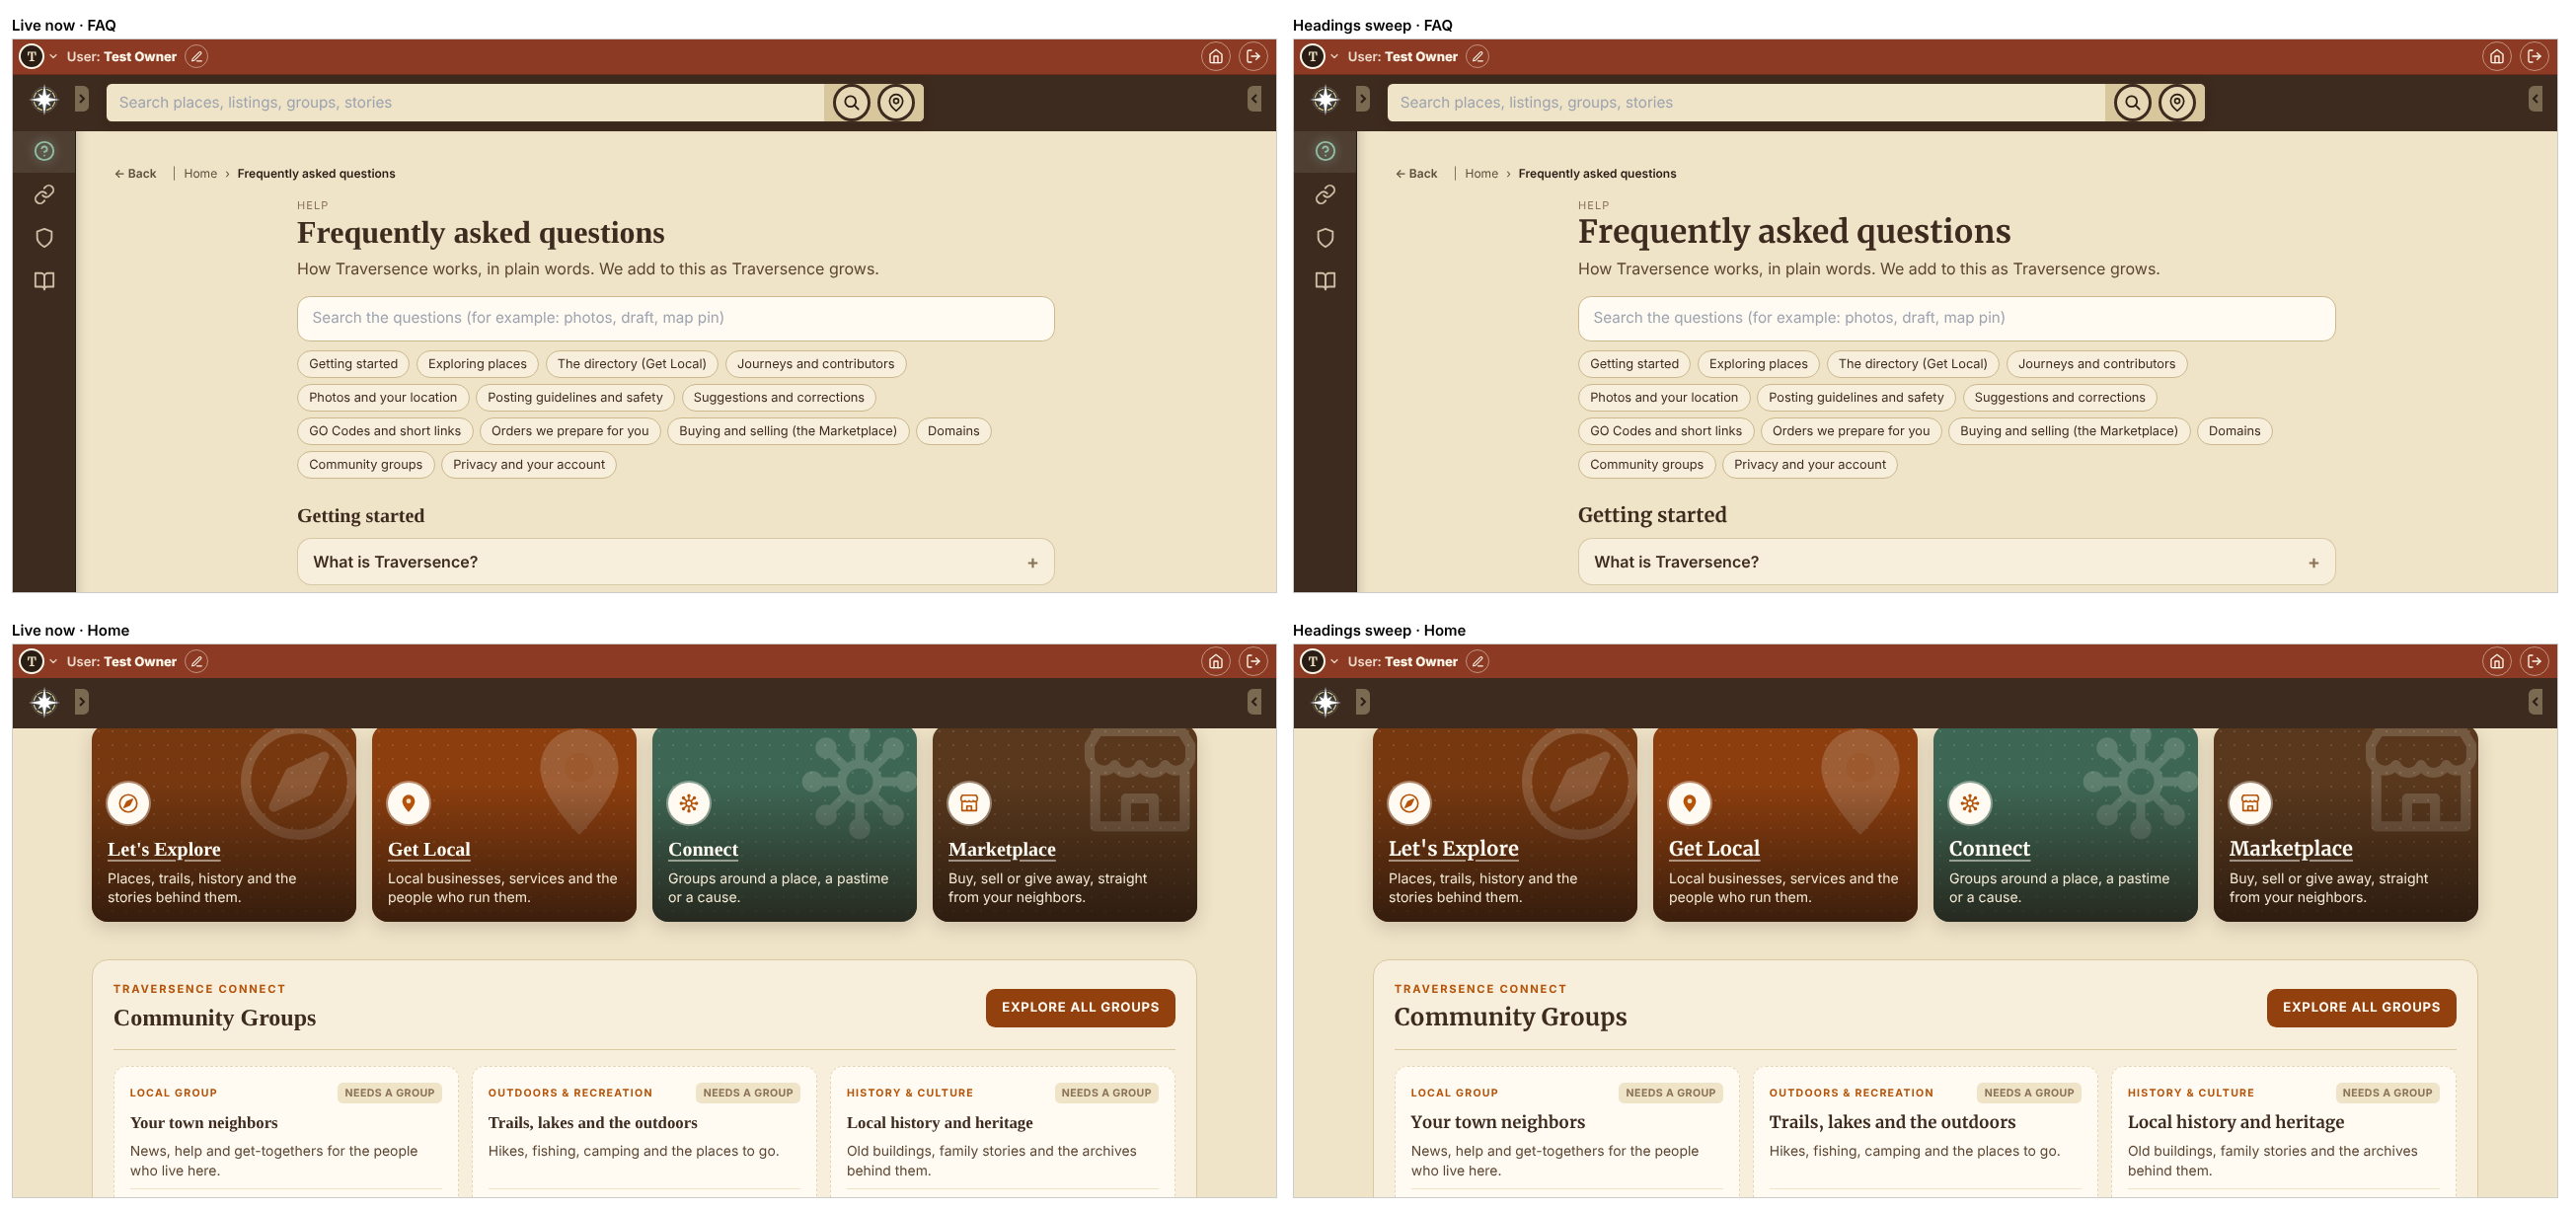 Live now · FAQ
T User: Test Owner
Search places, listings, groups, stories
← Back | Home › Frequently asked questions
HELP
Frequently asked questions
How Traversence works, in plain words. We add to this as Traversence grows.
Search the questions (for example: photos, draft, map pin)
Getting started Exploring places The directory (Get Local) Journeys and contributors
Photos and your location Posting guidelines and safety Suggestions and corrections
GO Codes and short links Orders we prepare for you Buying and selling (the Marketplace) Domains
Community groups Privacy and your account
Getting started
What is Traversence? +
Headings sweep · FAQ
T User: Test Owner
Search places, listings, groups, stories
← Back | Home › Frequently asked questions
HELP
Frequently asked questions
How Traversence works, in plain words. We add to this as Traversence grows.
Search the questions (for example: photos, draft, map pin)
Getting started Exploring places The directory (Get Local) Journeys and contributors
Photos and your location Posting guidelines and safety Suggestions and corrections
GO Codes and short links Orders we prepare for you Buying and selling (the Marketplace) Domains
Community groups Privacy and your account
Getting started
What is Traversence? +
Live now · Home
T User: Test Owner
Let's Explore
Places, trails, history and the
stories behind them.
Get Local
Local businesses, services and the
people who run them.
Connect
Groups around a place, a pastime
or a cause.
Marketplace
Buy, sell or give away, straight
from your neighbors.
TRAVERSENCE CONNECT
Community Groups
EXPLORE ALL GROUPS
LOCAL GROUP NEEDS A GROUP
Your town neighbors
News, help and get-togethers for the people
who live here.
OUTDOORS & RECREATION NEEDS A GROUP
Trails, lakes and the outdoors
Hikes, fishing, camping and the places to go.
HISTORY & CULTURE NEEDS A GROUP
Local history and heritage
Old buildings, family stories and the archives
behind them.
Headings sweep · Home
T User: Test Owner
Let's Explore
Places, trails, history and the
stories behind them.
Get Local
Local businesses, services and the
people who run them.
Connect
Groups around a place, a pastime
or a cause.
Marketplace
Buy, sell or give away, straight
from your neighbors.
TRAVERSENCE CONNECT
Community Groups
EXPLORE ALL GROUPS
LOCAL GROUP NEEDS A GROUP
Your town neighbors
News, help and get-togethers for the people
who live here.
OUTDOORS & RECREATION NEEDS A GROUP
Trails, lakes and the outdoors
Hikes, fishing, camping and the places to go.
HISTORY & CULTURE NEEDS A GROUP
Local history and heritage
Old buildings, family stories and the archives
behind them.